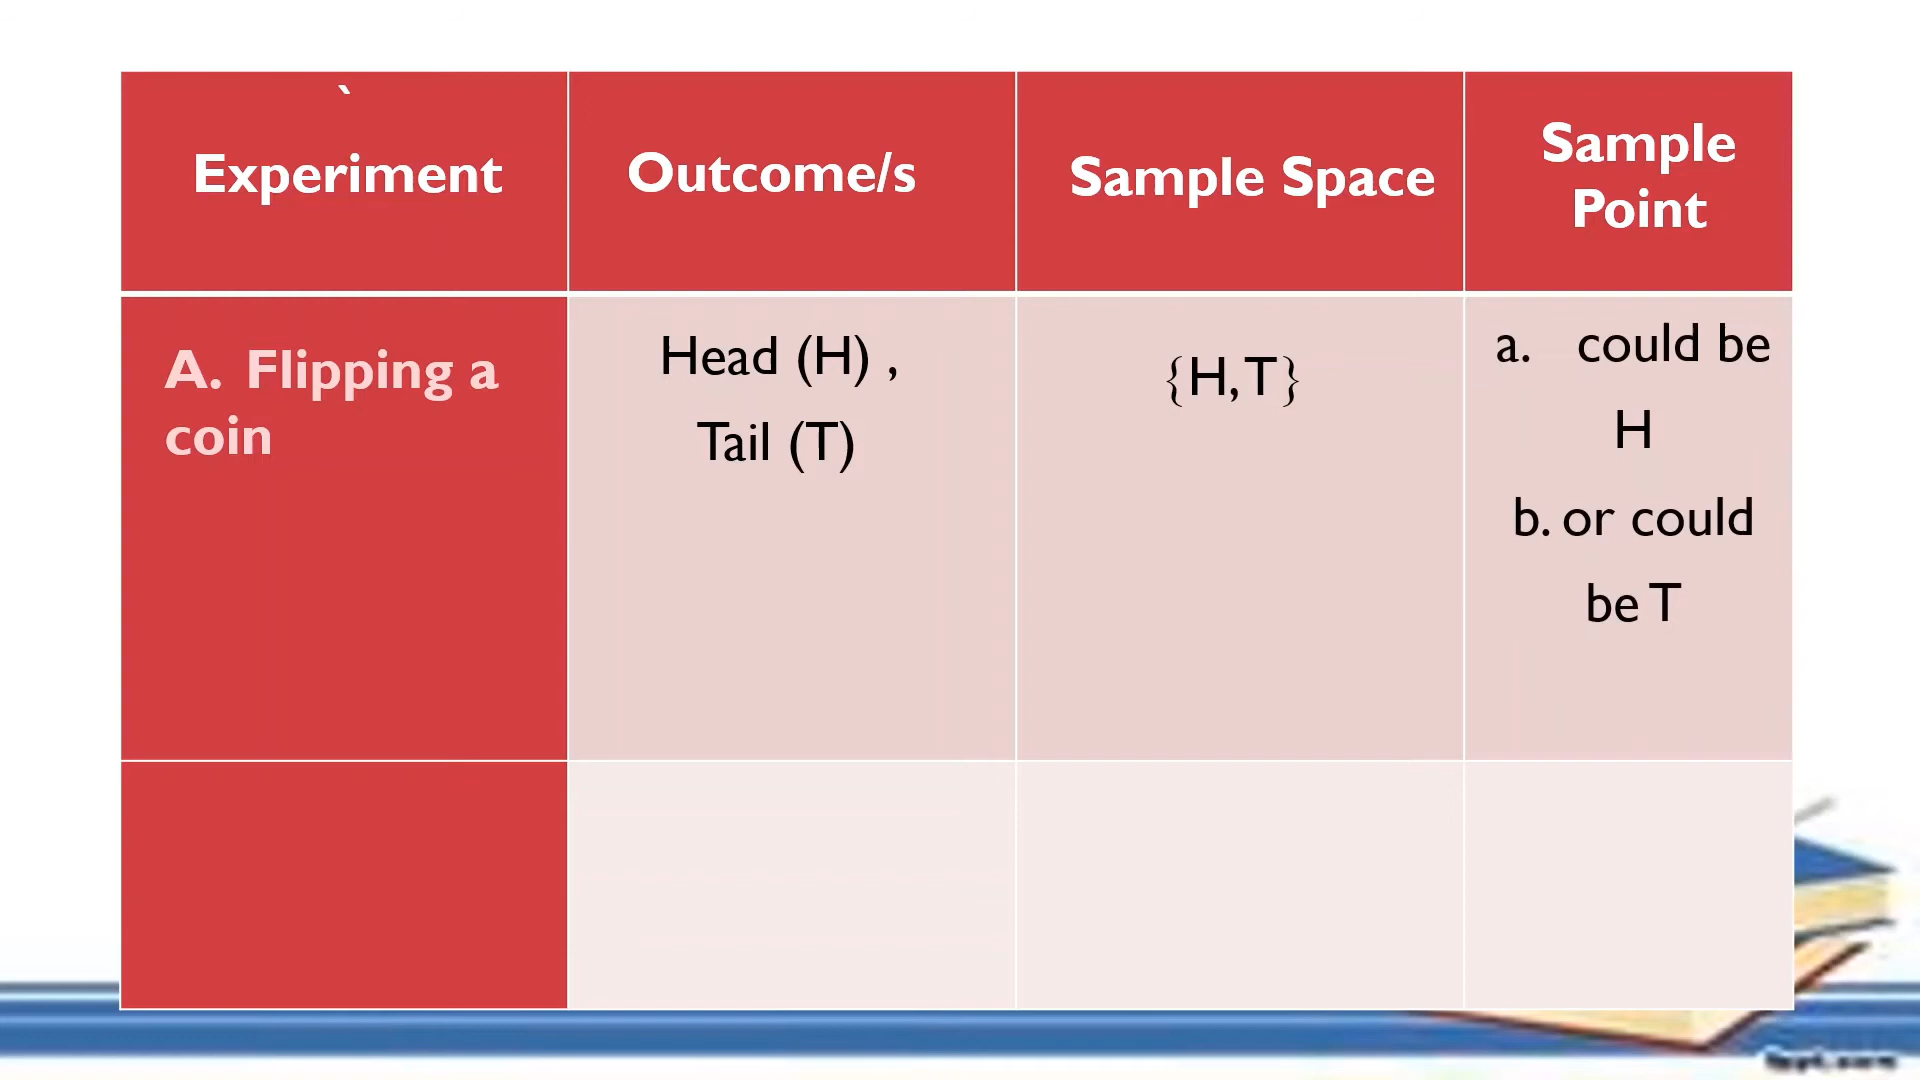 `
Experiment
Outcome/s
Sample Space
Sample
Point
A. Flipping a
coin
Head (H) ,
Tail (T)
{H,T}
a. could be
H
b. or could
be T